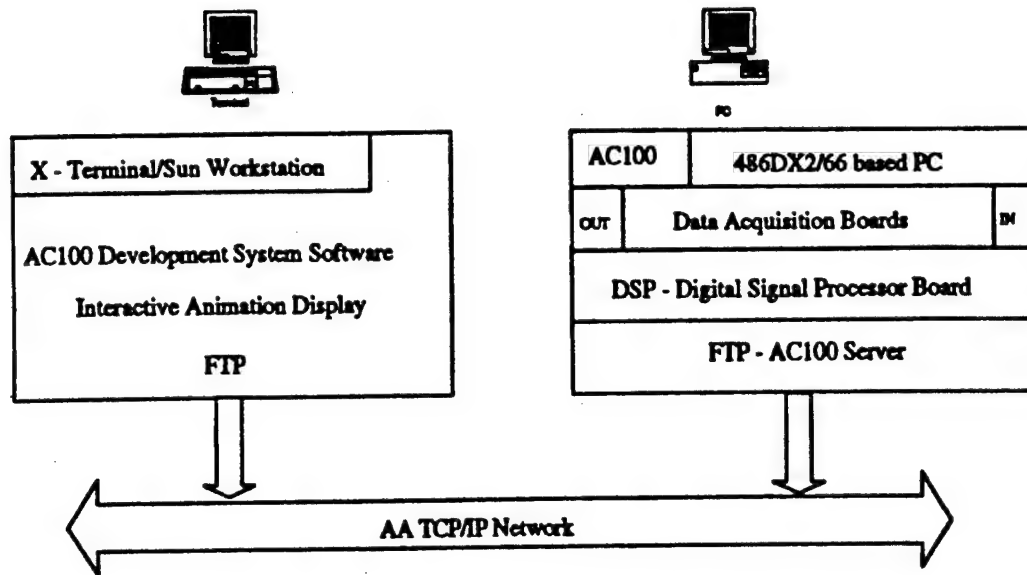 Terminal
PC
X - Terminal/Sun Workstation
AC100 Development System Software
Interactive Animation Display
FTP
AC100
486DX2/66 based PC
OUT
Data Acquisition Boards
IN
DSP - Digital Signal Processor Board
FTP - AC100 Server
AA TCP/IP Network